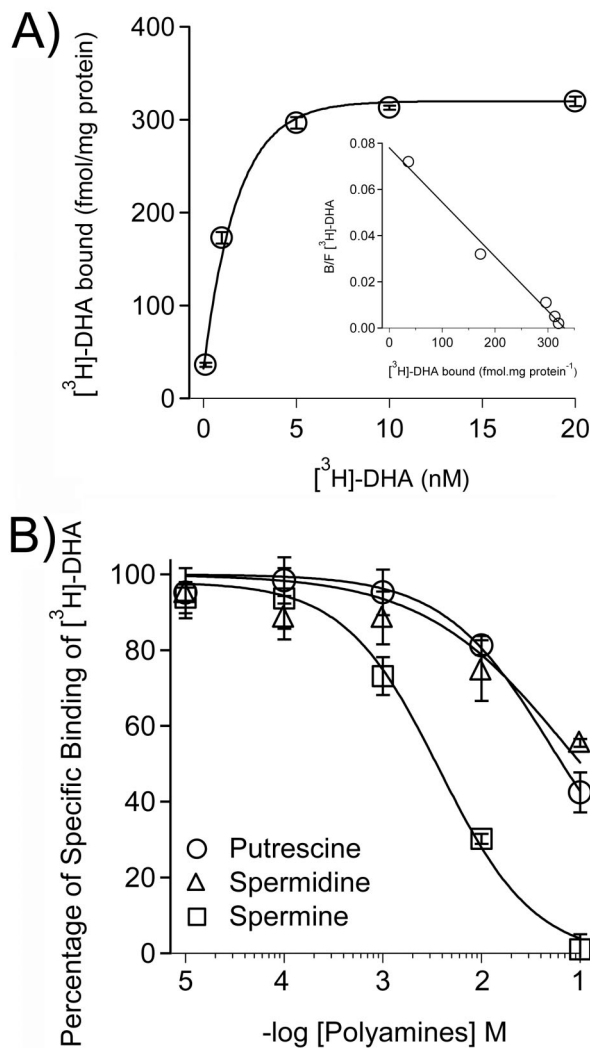 A)
[³H]-DHA bound (fmol/mg protein)
400
300
200
100
0
0
5
10
15
20
[³H]-DHA (nM)
B/F [³H]-DHA
0.08
0.06
0.04
0.02
0.00
0
100
200
300
[³H]-DHA bound (fmol.mg protein⁻¹)
B)
Percentage of Specific Binding of [³H]-DHA
100
80
60
40
20
0
Putrescine
Spermidine
Spermine
5
4
3
2
1
-log [Polyamines] M